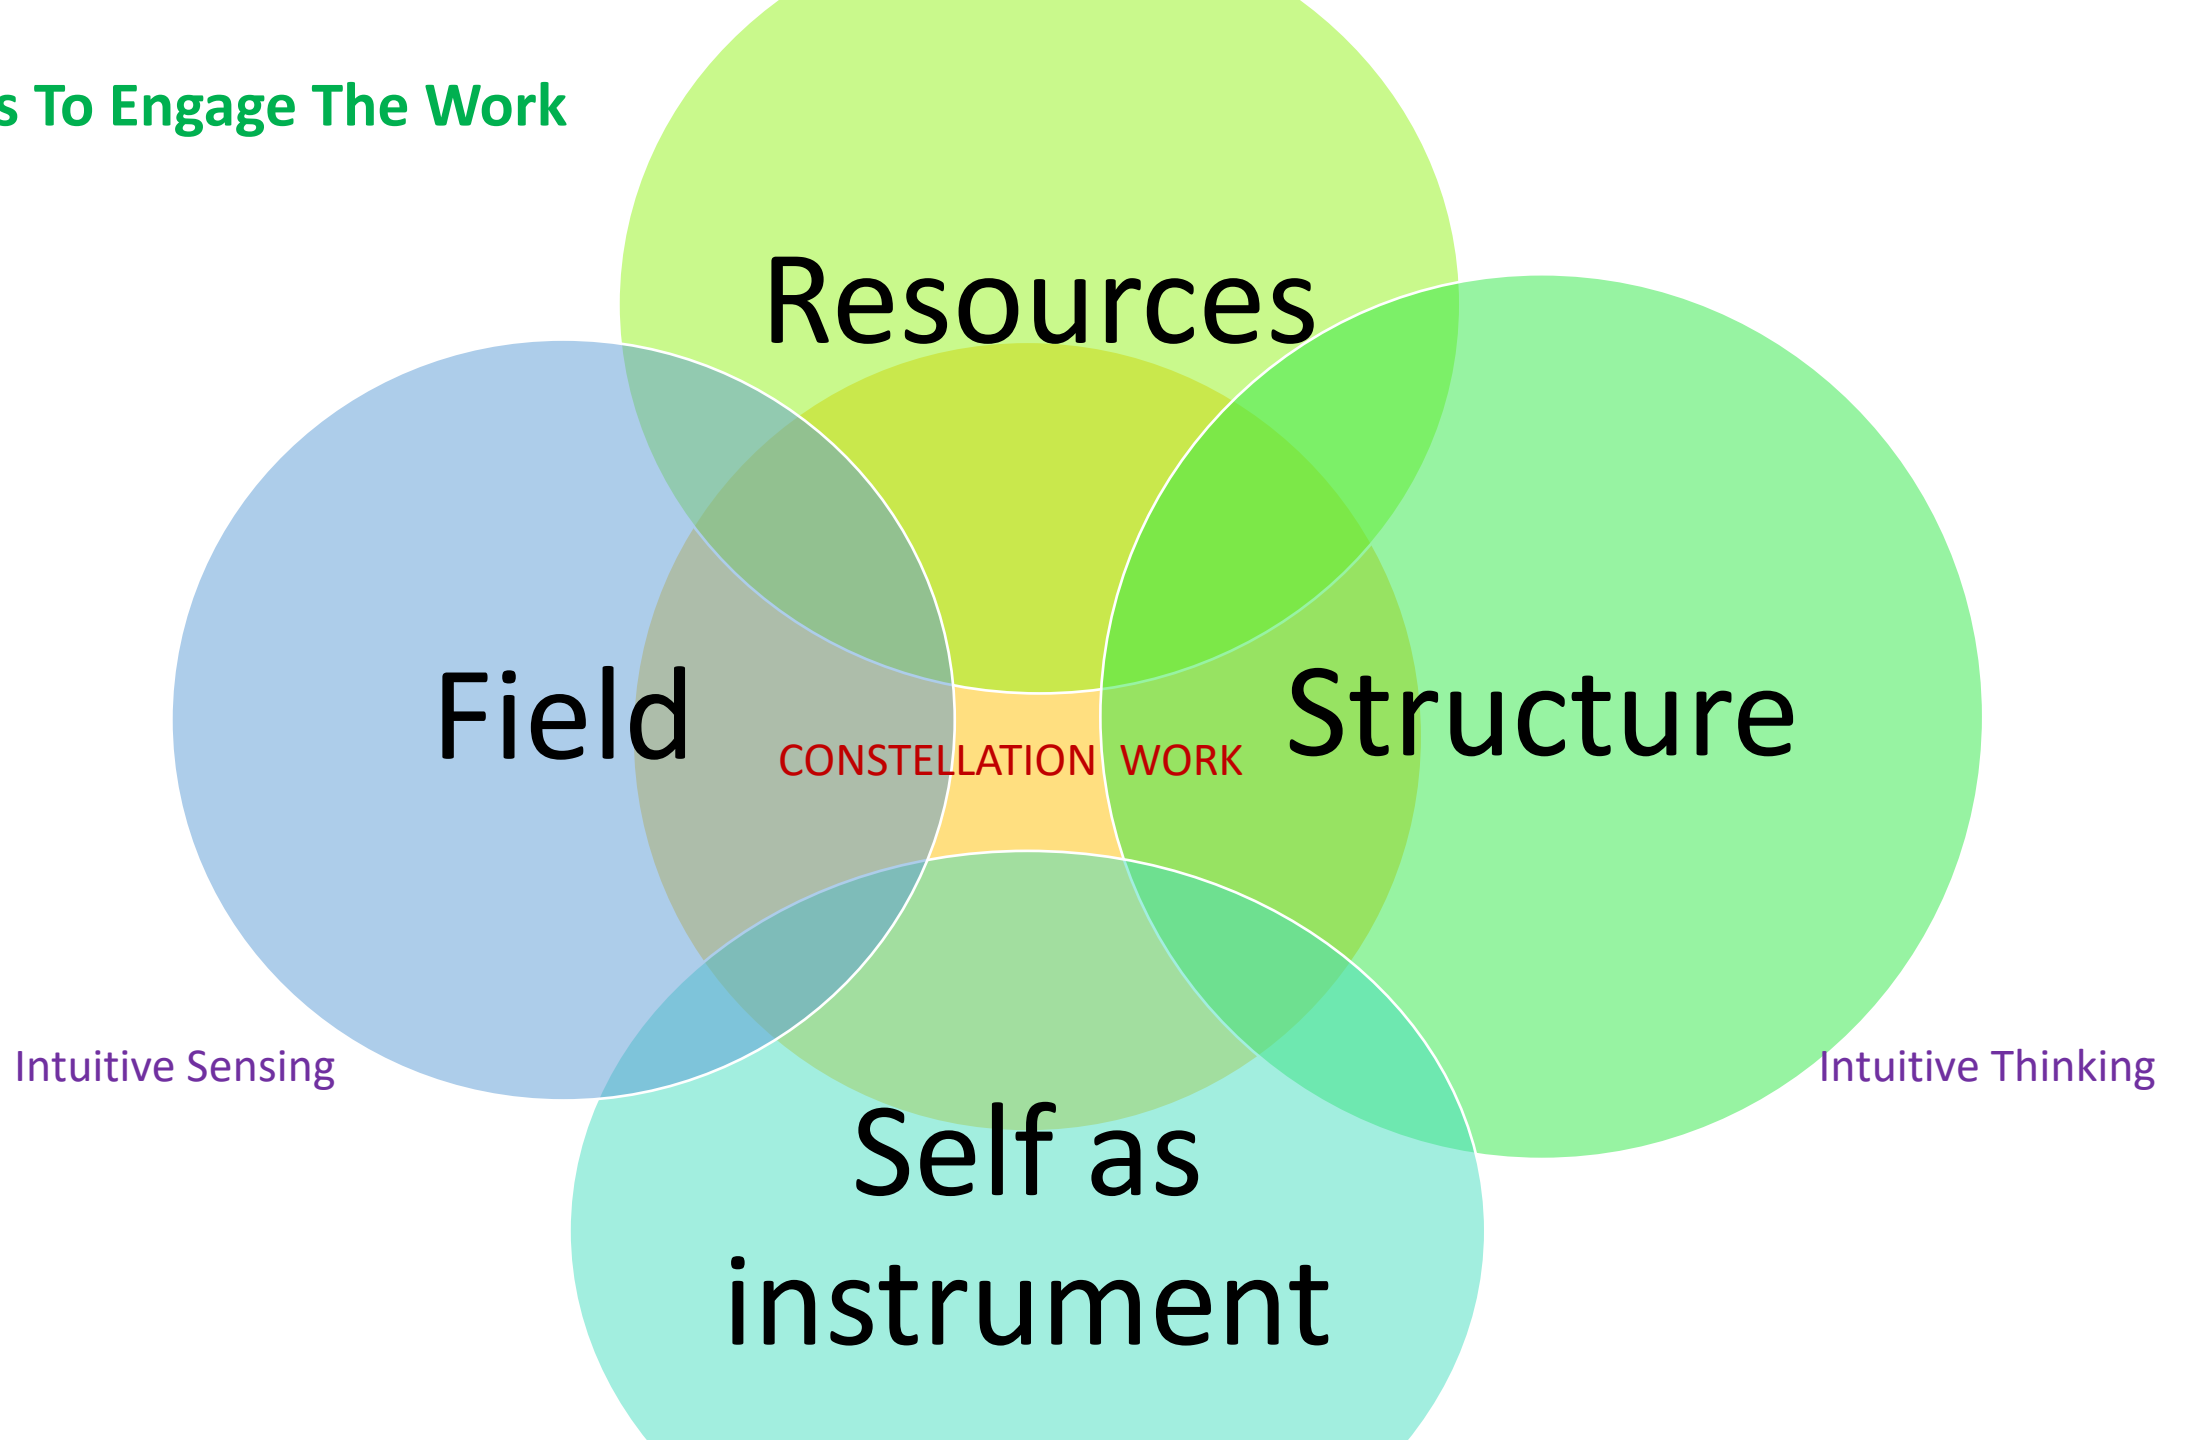 s To Engage The Work
Resources
Field
Structure
CONSTELLATION WORK
Intuitive Sensing
Intuitive Thinking
Self as
instrument